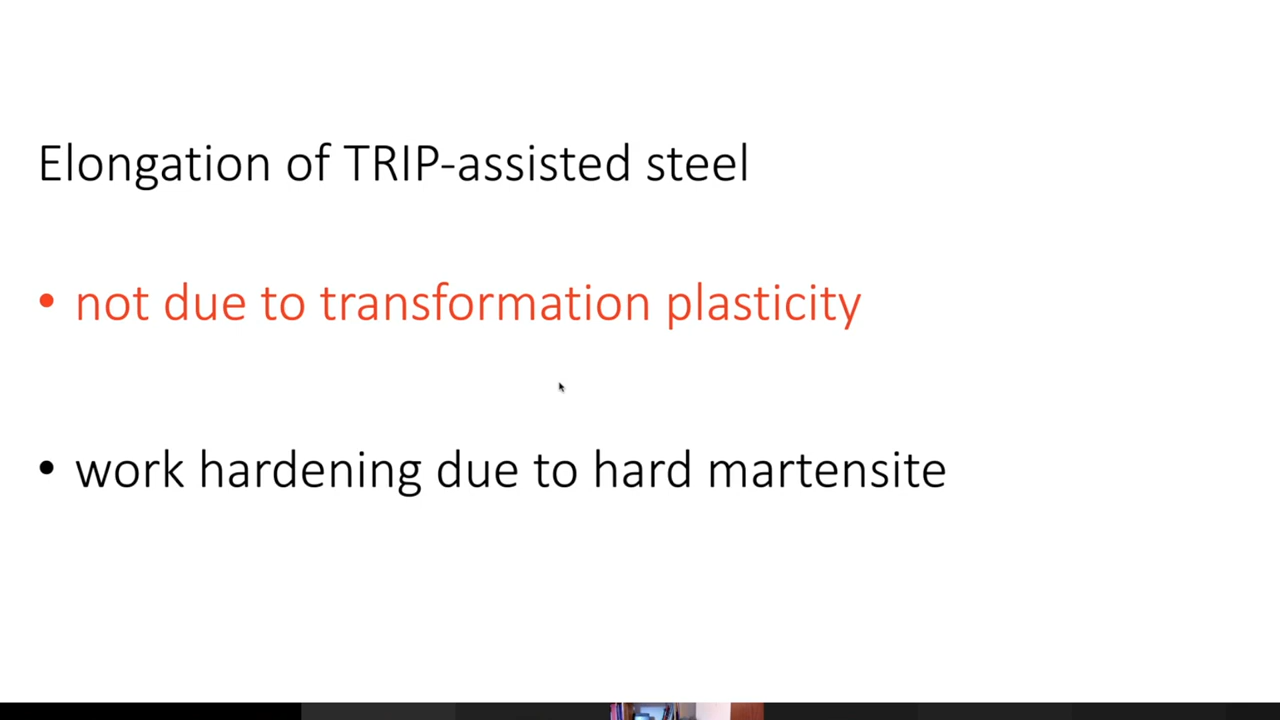 Elongation of TRIP-assisted steel
• not due to transformation plasticity
• work hardening due to hard martensite